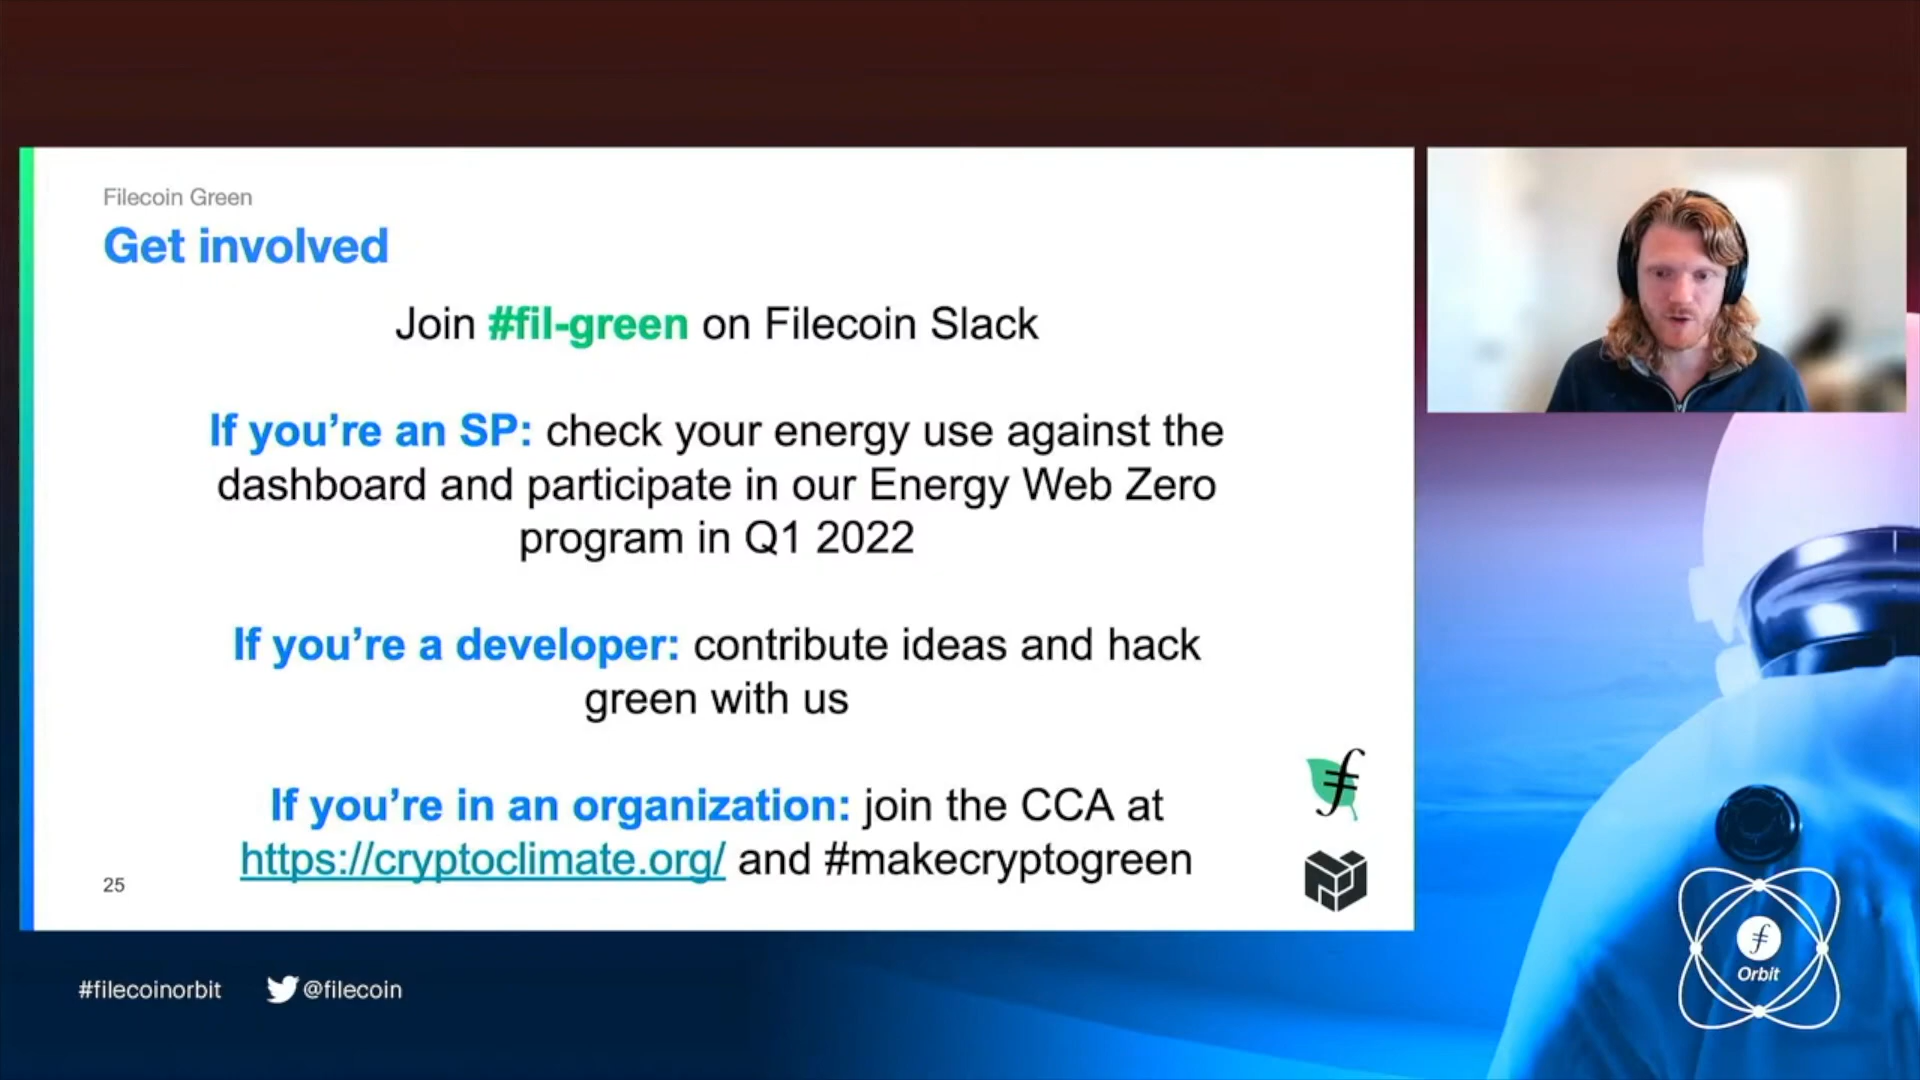 Filecoin Green
Get involved
Join #fil-green on Filecoin Slack
If you’re an SP: check your energy use against the
dashboard and participate in our Energy Web Zero
program in Q1 2022
If you’re a developer: contribute ideas and hack
green with us
If you’re in an organization: join the CCA at
https://cryptoclimate.org/ and #makecryptogreen
25
#filecoinorbit
@filecoin
Orbit